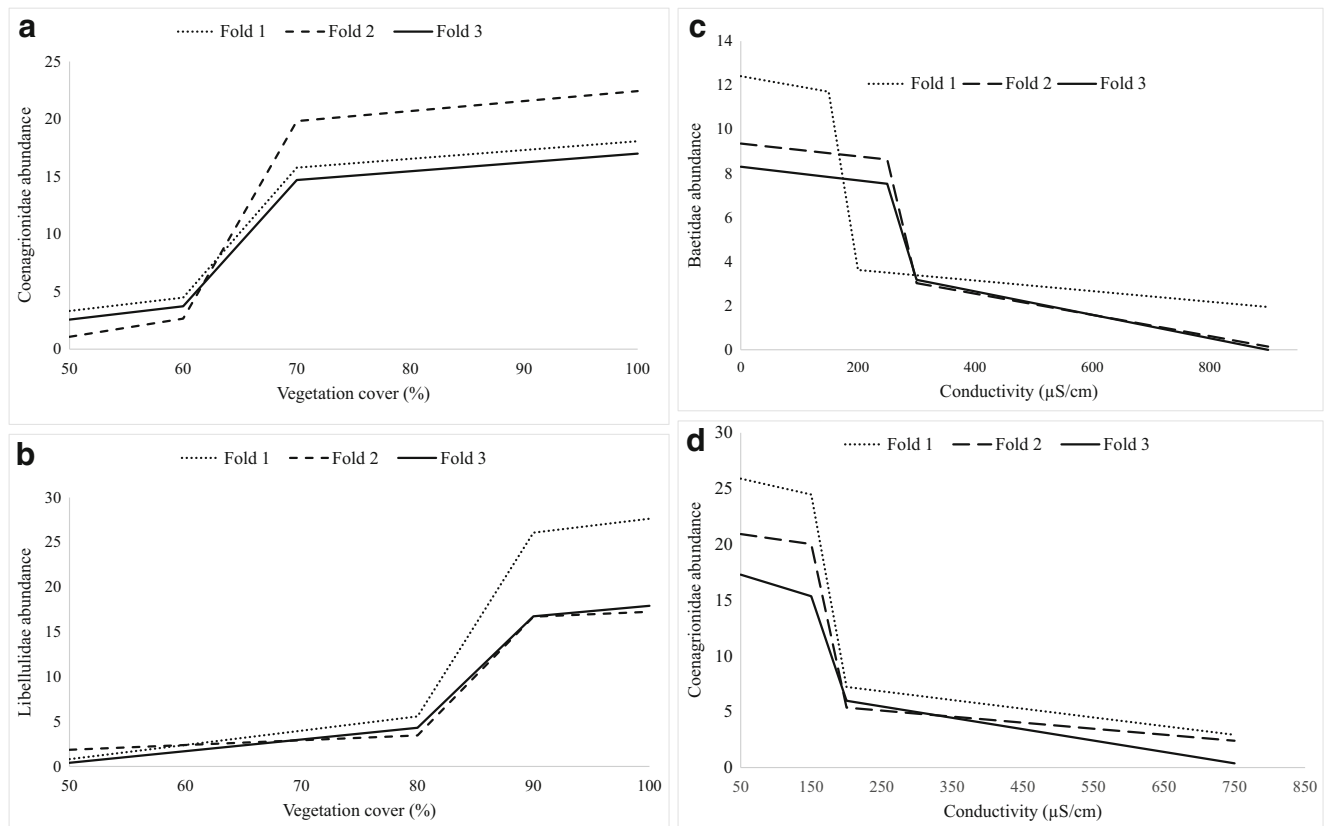 a
Fold 1 Fold 2 Fold 3
25
20
15
10
5
0
50 60 70 80 90 100
Coenagrionidae abundance
Vegetation cover (%)
b
Fold 1 Fold 2 Fold 3
30
25
20
15
10
5
0
50 60 70 80 90 100
Libellulidae abundance
Vegetation cover (%)
c
Fold 1 Fold 2 Fold 3
14
12
10
8
6
4
2
0
0 200 400 600 800
Baetidae abundance
Conductivity (µS/cm)
d
Fold 1 Fold 2 Fold 3
30
25
20
15
10
5
0
50 150 250 350 450 550 650 750 850
Coenagrionidae abundance
Conductivity (µS/cm)